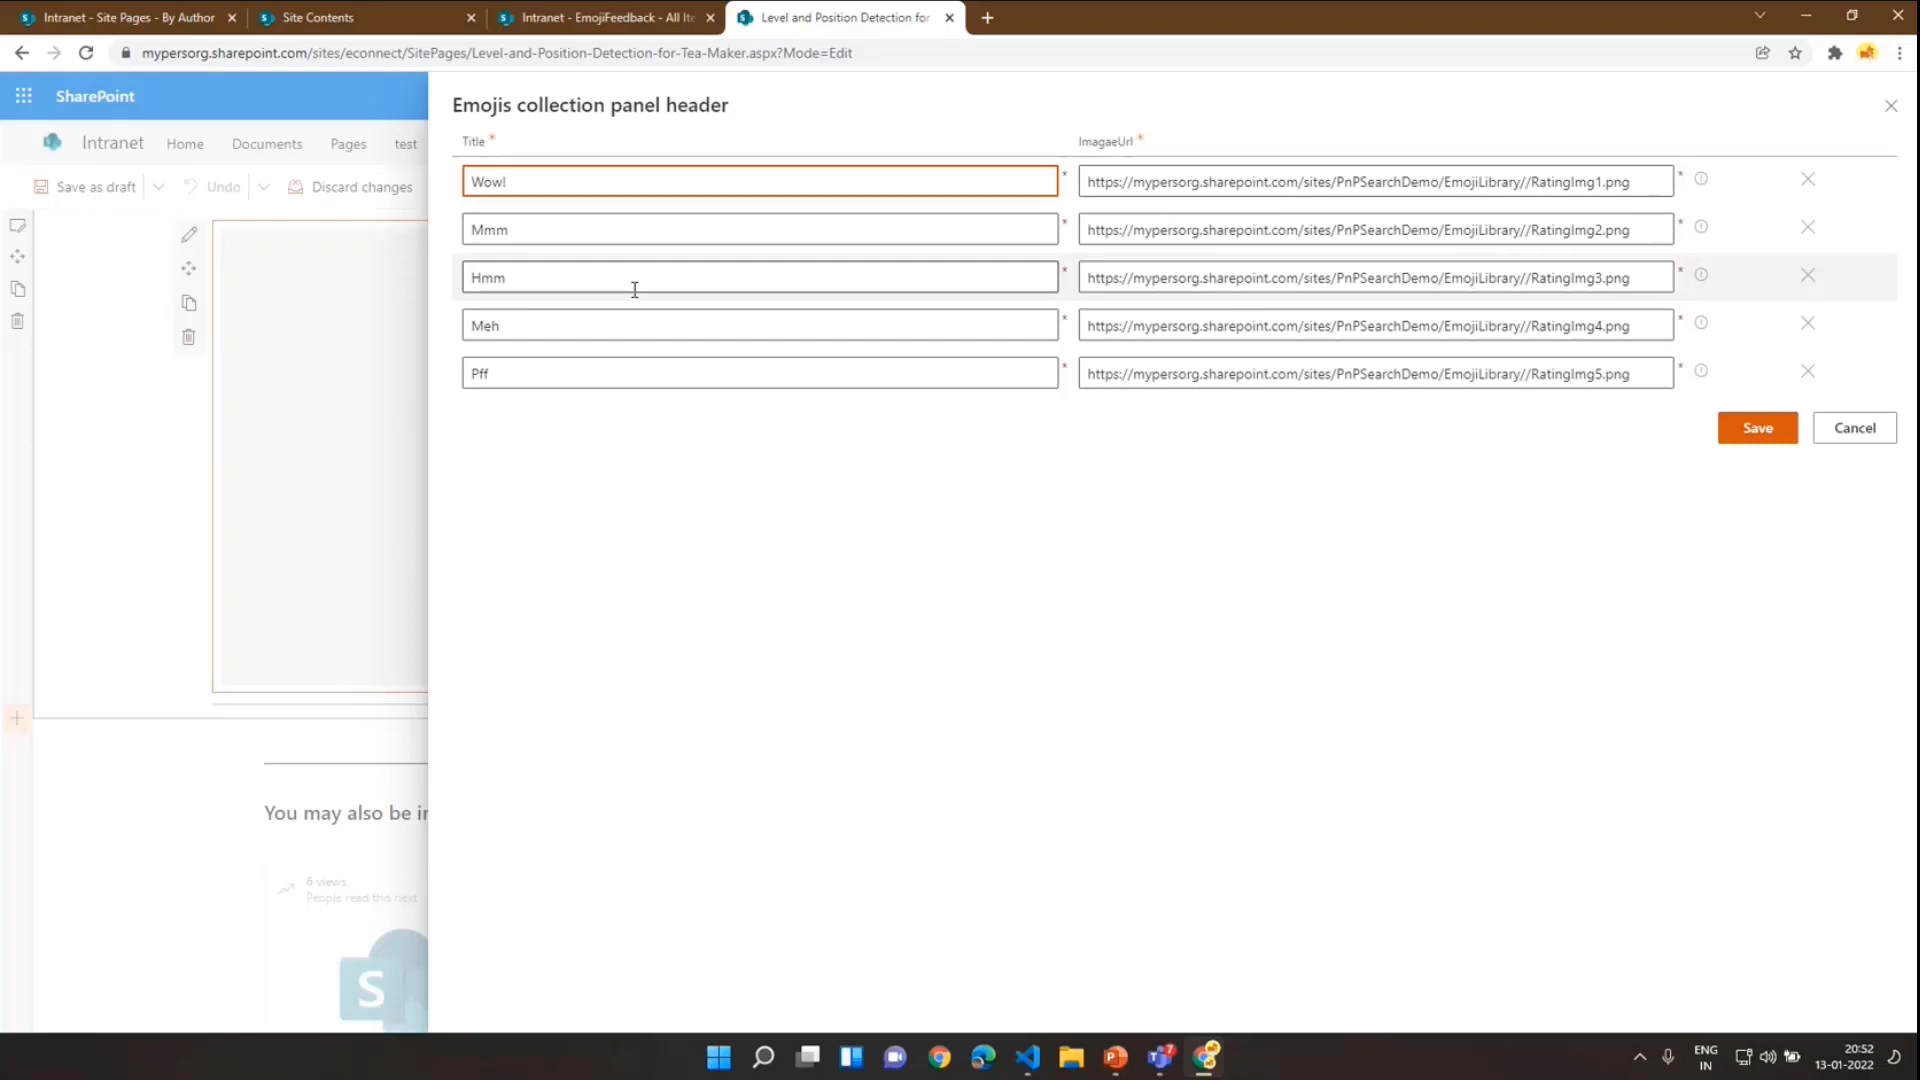 Intranet - Site Pages - By Author
Site Contents
Intranet - EmojiFeedback - All Ite
Level and Position Detection for
mypersorg.sharepoint.com/sites/econnect/SitePages/Level-and-Position-Detection-for-Tea-Maker.aspx?Mode=Edit
SharePoint
Intranet Home Documents Pages test
Save as draft Undo Discard changes
Emojis collection panel header
Title * ImagaeUrl *
Wow! * https://mypersorg.sharepoint.com/sites/PnPSearchDemo/EmojiLibrary//RatingImg1.png *
Mmm * https://mypersorg.sharepoint.com/sites/PnPSearchDemo/EmojiLibrary//RatingImg2.png *
Hmm * https://mypersorg.sharepoint.com/sites/PnPSearchDemo/EmojiLibrary//RatingImg3.png *
Meh * https://mypersorg.sharepoint.com/sites/PnPSearchDemo/EmojiLibrary//RatingImg4.png *
Pff * https://mypersorg.sharepoint.com/sites/PnPSearchDemo/EmojiLibrary//RatingImg5.png *
Save Cancel
You may also be in
6 views
People read this next
S
ENG
IN
20:52
13-01-2022